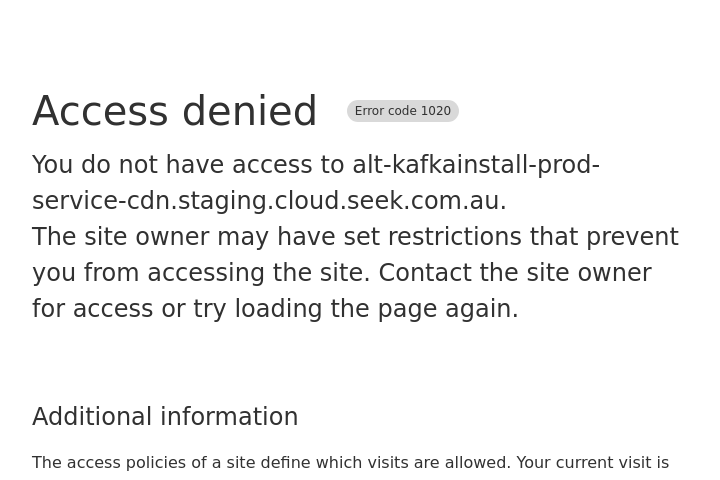 Access denied Error code 1020
You do not have access to alt-kafkainstall-prod-
service-cdn.staging.cloud.seek.com.au.
The site owner may have set restrictions that prevent
you from accessing the site. Contact the site owner
for access or try loading the page again.
Additional information
The access policies of a site define which visits are allowed. Your current visit is